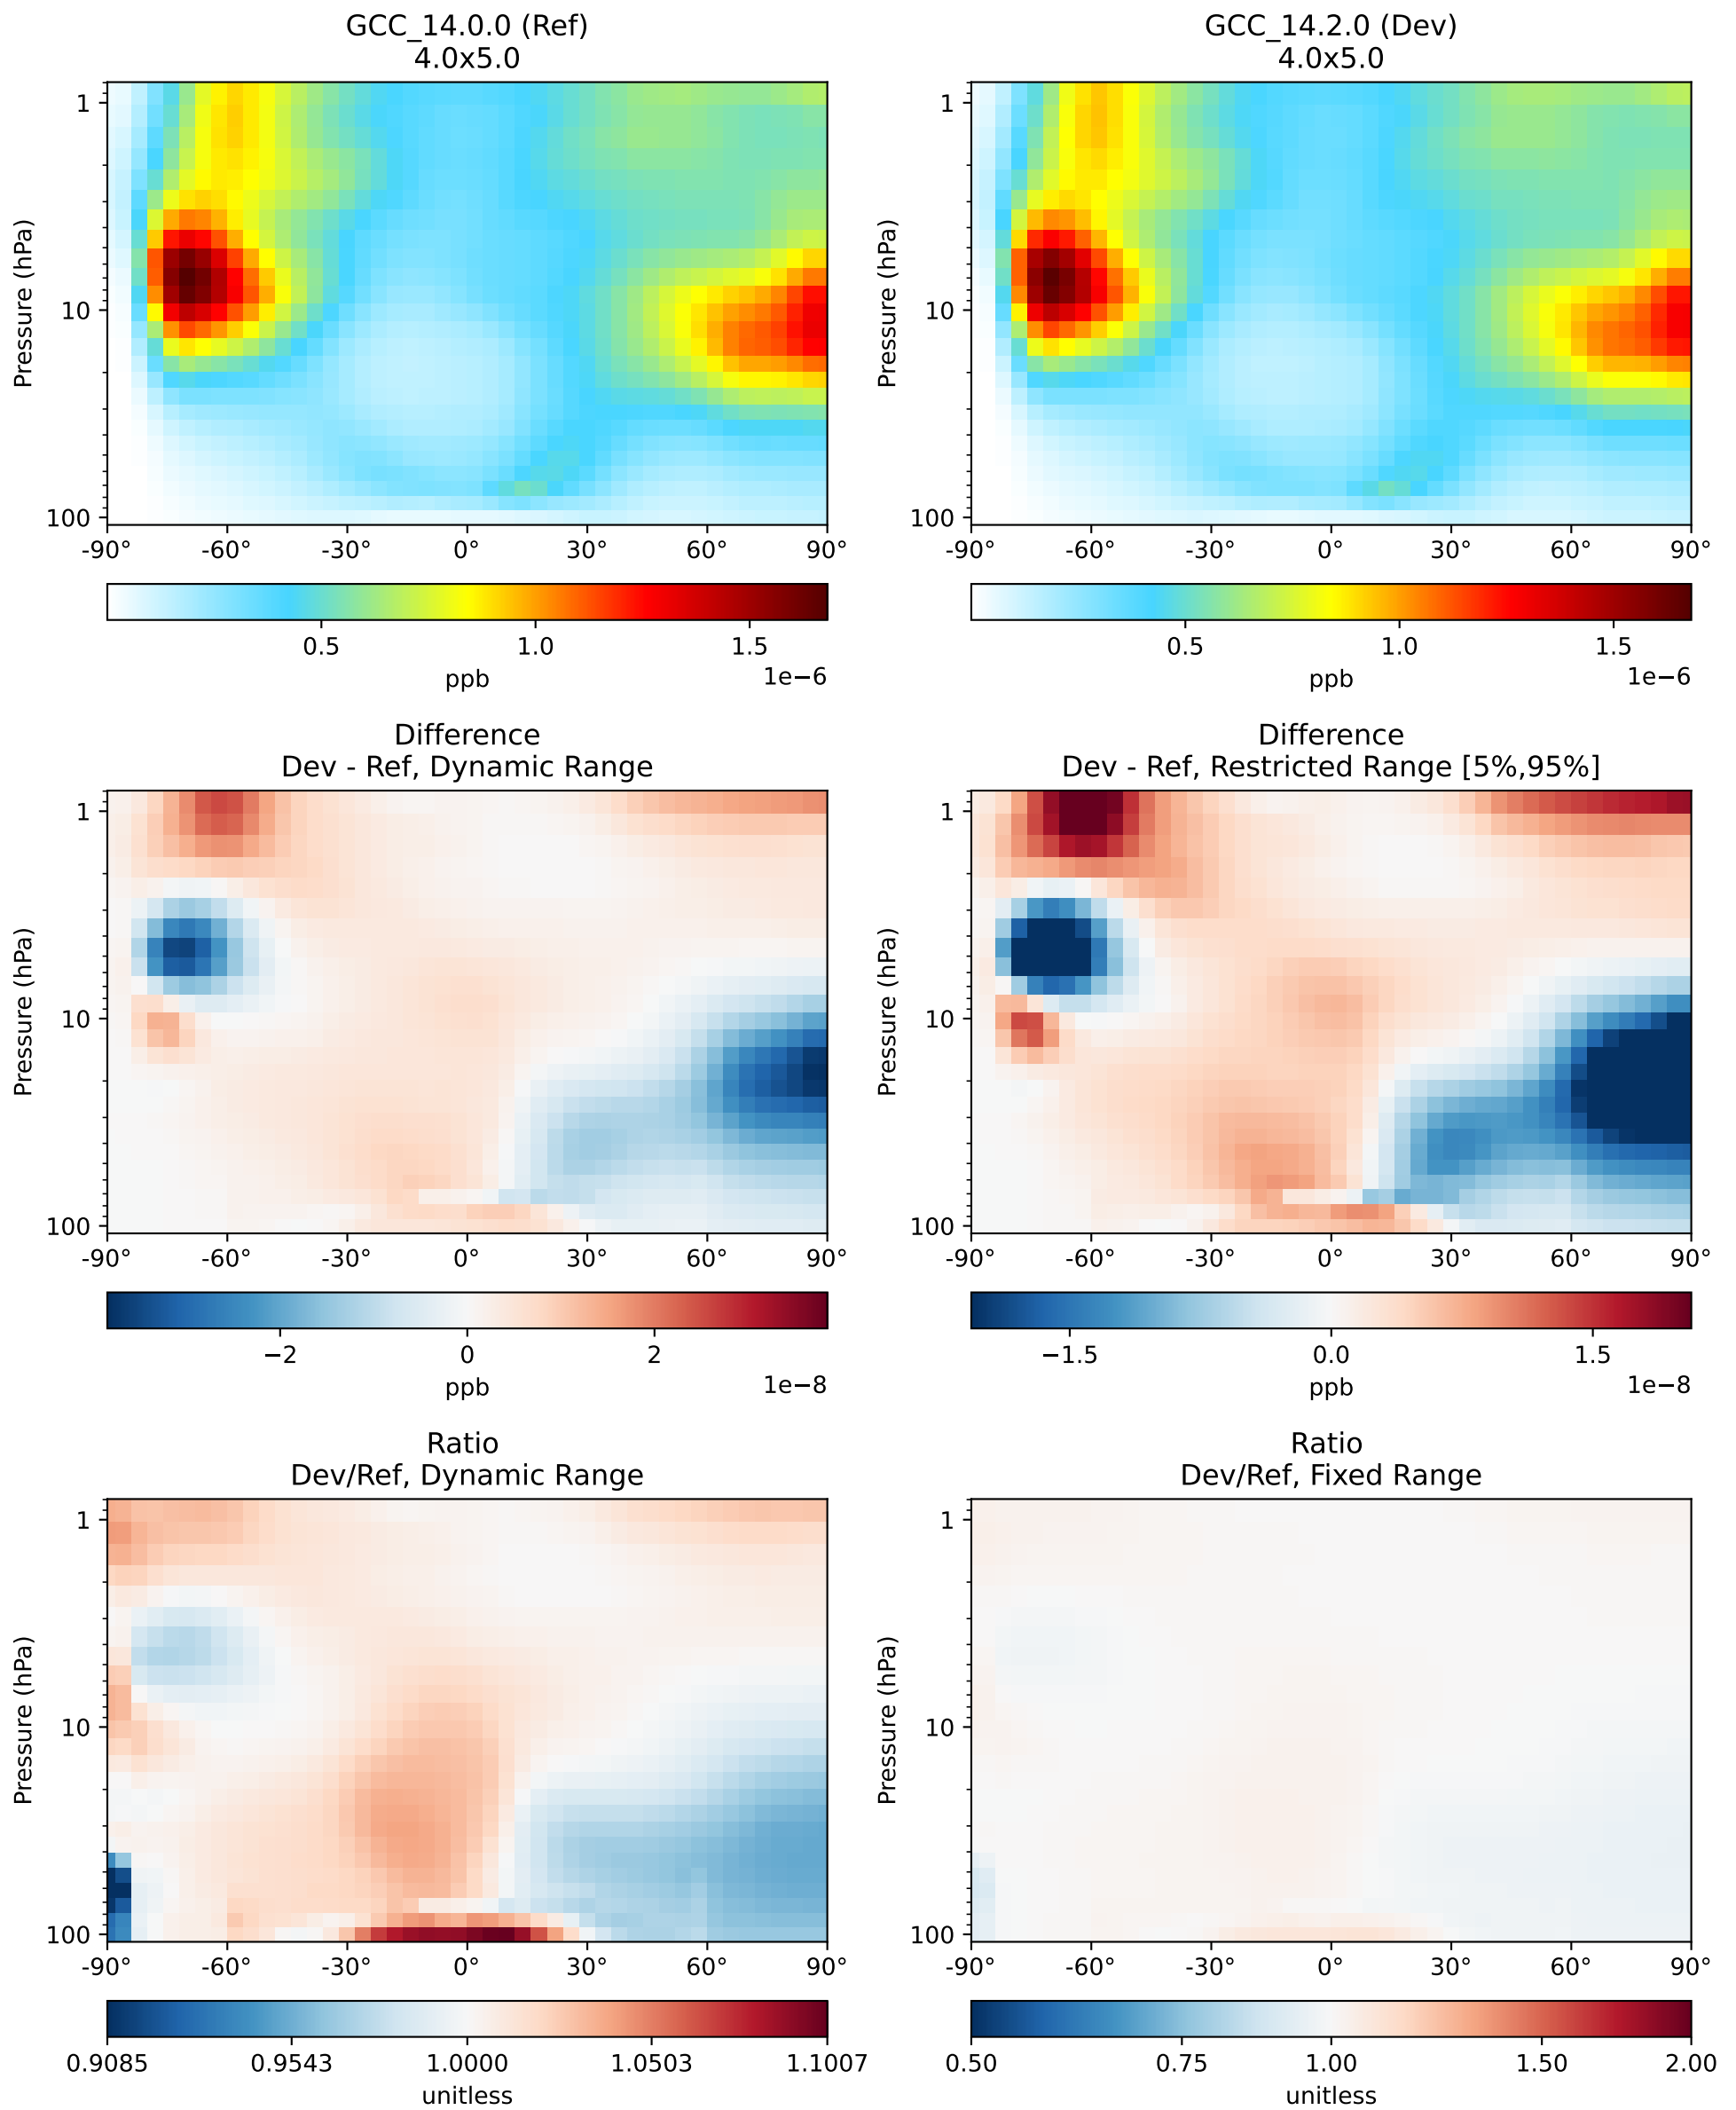 GCC_14.0.0 (Ref)
4.0x5.0
GCC_14.2.0 (Dev)
4.0x5.0
Pressure (hPa)
1
10
100
-90° -60° -30° 0° 30° 60° 90°
0.5 1.0 1.5
1e−6
ppb
Pressure (hPa)
1
10
100
-90° -60° -30° 0° 30° 60° 90°
0.5 1.0 1.5
1e−6
ppb
Difference
Dev - Ref, Dynamic Range
Difference
Dev - Ref, Restricted Range [5%,95%]
Pressure (hPa)
1
10
100
-90° -60° -30° 0° 30° 60° 90°
−2 0 2
1e−8
ppb
Pressure (hPa)
1
10
100
-90° -60° -30° 0° 30° 60° 90°
−1.5 0.0 1.5
1e−8
ppb
Ratio
Dev/Ref, Dynamic Range
Ratio
Dev/Ref, Fixed Range
Pressure (hPa)
1
10
100
-90° -60° -30° 0° 30° 60° 90°
0.9085 0.9543 1.0000 1.0503 1.1007
unitless
Pressure (hPa)
1
10
100
-90° -60° -30° 0° 30° 60° 90°
0.50 0.75 1.00 1.50 2.00
unitless